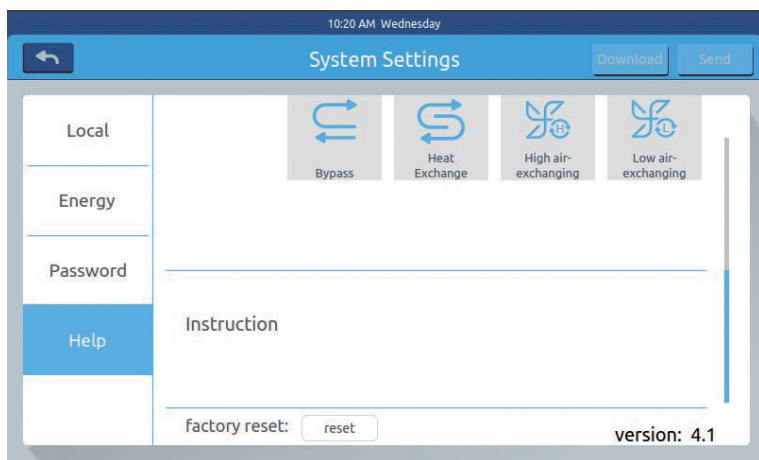 10:20 AM Wednesday
System Settings
Download
Send
Local
Energy
Password
Help
Bypass
Heat
Exchange
H
High air-
exchanging
L
Low air-
exchanging
Instruction
factory reset:
reset
version: 4.1